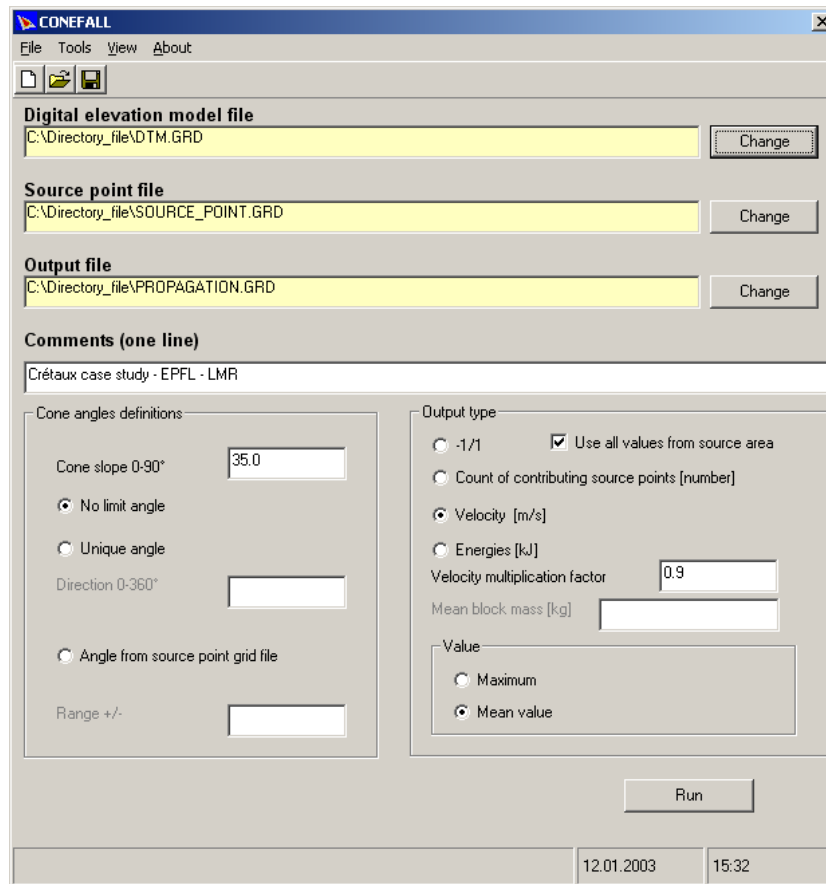 CONEFALL
File Tools View About
Digital elevation model file
C:\Directory_file\DTM.GRD
Change
Source point file
C:\Directory_file\SOURCE_POINT.GRD
Change
Output file
C:\Directory_file\PROPAGATION.GRD
Change
Comments (one line)
Crétaux case study - EPFL - LMR
Cone angles definitions
Cone slope 0-90° 35.0
No limit angle
Unique angle
Direction 0-360°
Angle from source point grid file
Range +/-
Output type
-1/1 Use all values from source area
Count of contributing source points [number]
Velocity [m/s]
Energies [kJ]
Velocity multiplication factor 0.9
Mean block mass [kg]
Value
Maximum
Mean value
Run
12.01.2003 15:32